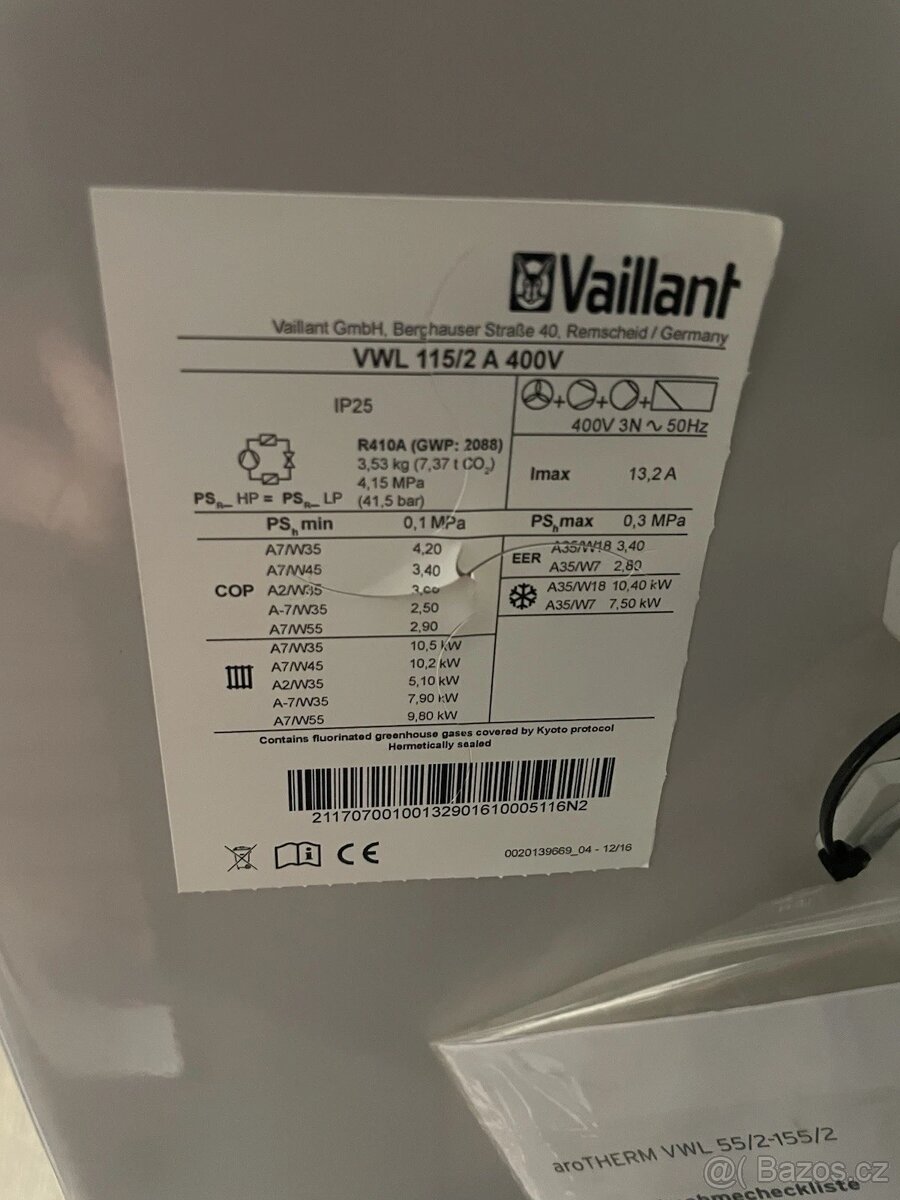 Vaillant
Vaillant GmbH, Berghauser Straße 40, Remscheid / Germany
VWL 115/2 A 400V
IP25
+ + +
400V 3N ~ 50Hz
R410A (GWP: 2088)
3,53 kg (7,37 t CO₂)
4,15 MPa
(41,5 bar)
PSR_ HP = PSR_ LP
Imax 13,2 A
PShmin 0,1 MPa
PShmax 0,3 MPa
COP
A7/W35 4,20
A7/W45 3,40
A2/W35
A-7/W35 2,50
A7/W55 2,90
EER
A35/W18 3,40
A35/W7 2,80
A35/W18 10,40 kW
A35/W7 7,50 kW
A7/W35 10,5 kW
A7/W45 10,2 kW
A2/W35 5,10 kW
A-7/W35 7,90 kW
A7/W55 9,80 kW
Contains fluorinated greenhouse gases covered by Kyoto protocol
Hermetically sealed
21170700100132901610005116N2
i CE
0020139669_04 - 12/16
aroTHERM VWL 55/2-155/2
@( Bazos.cz